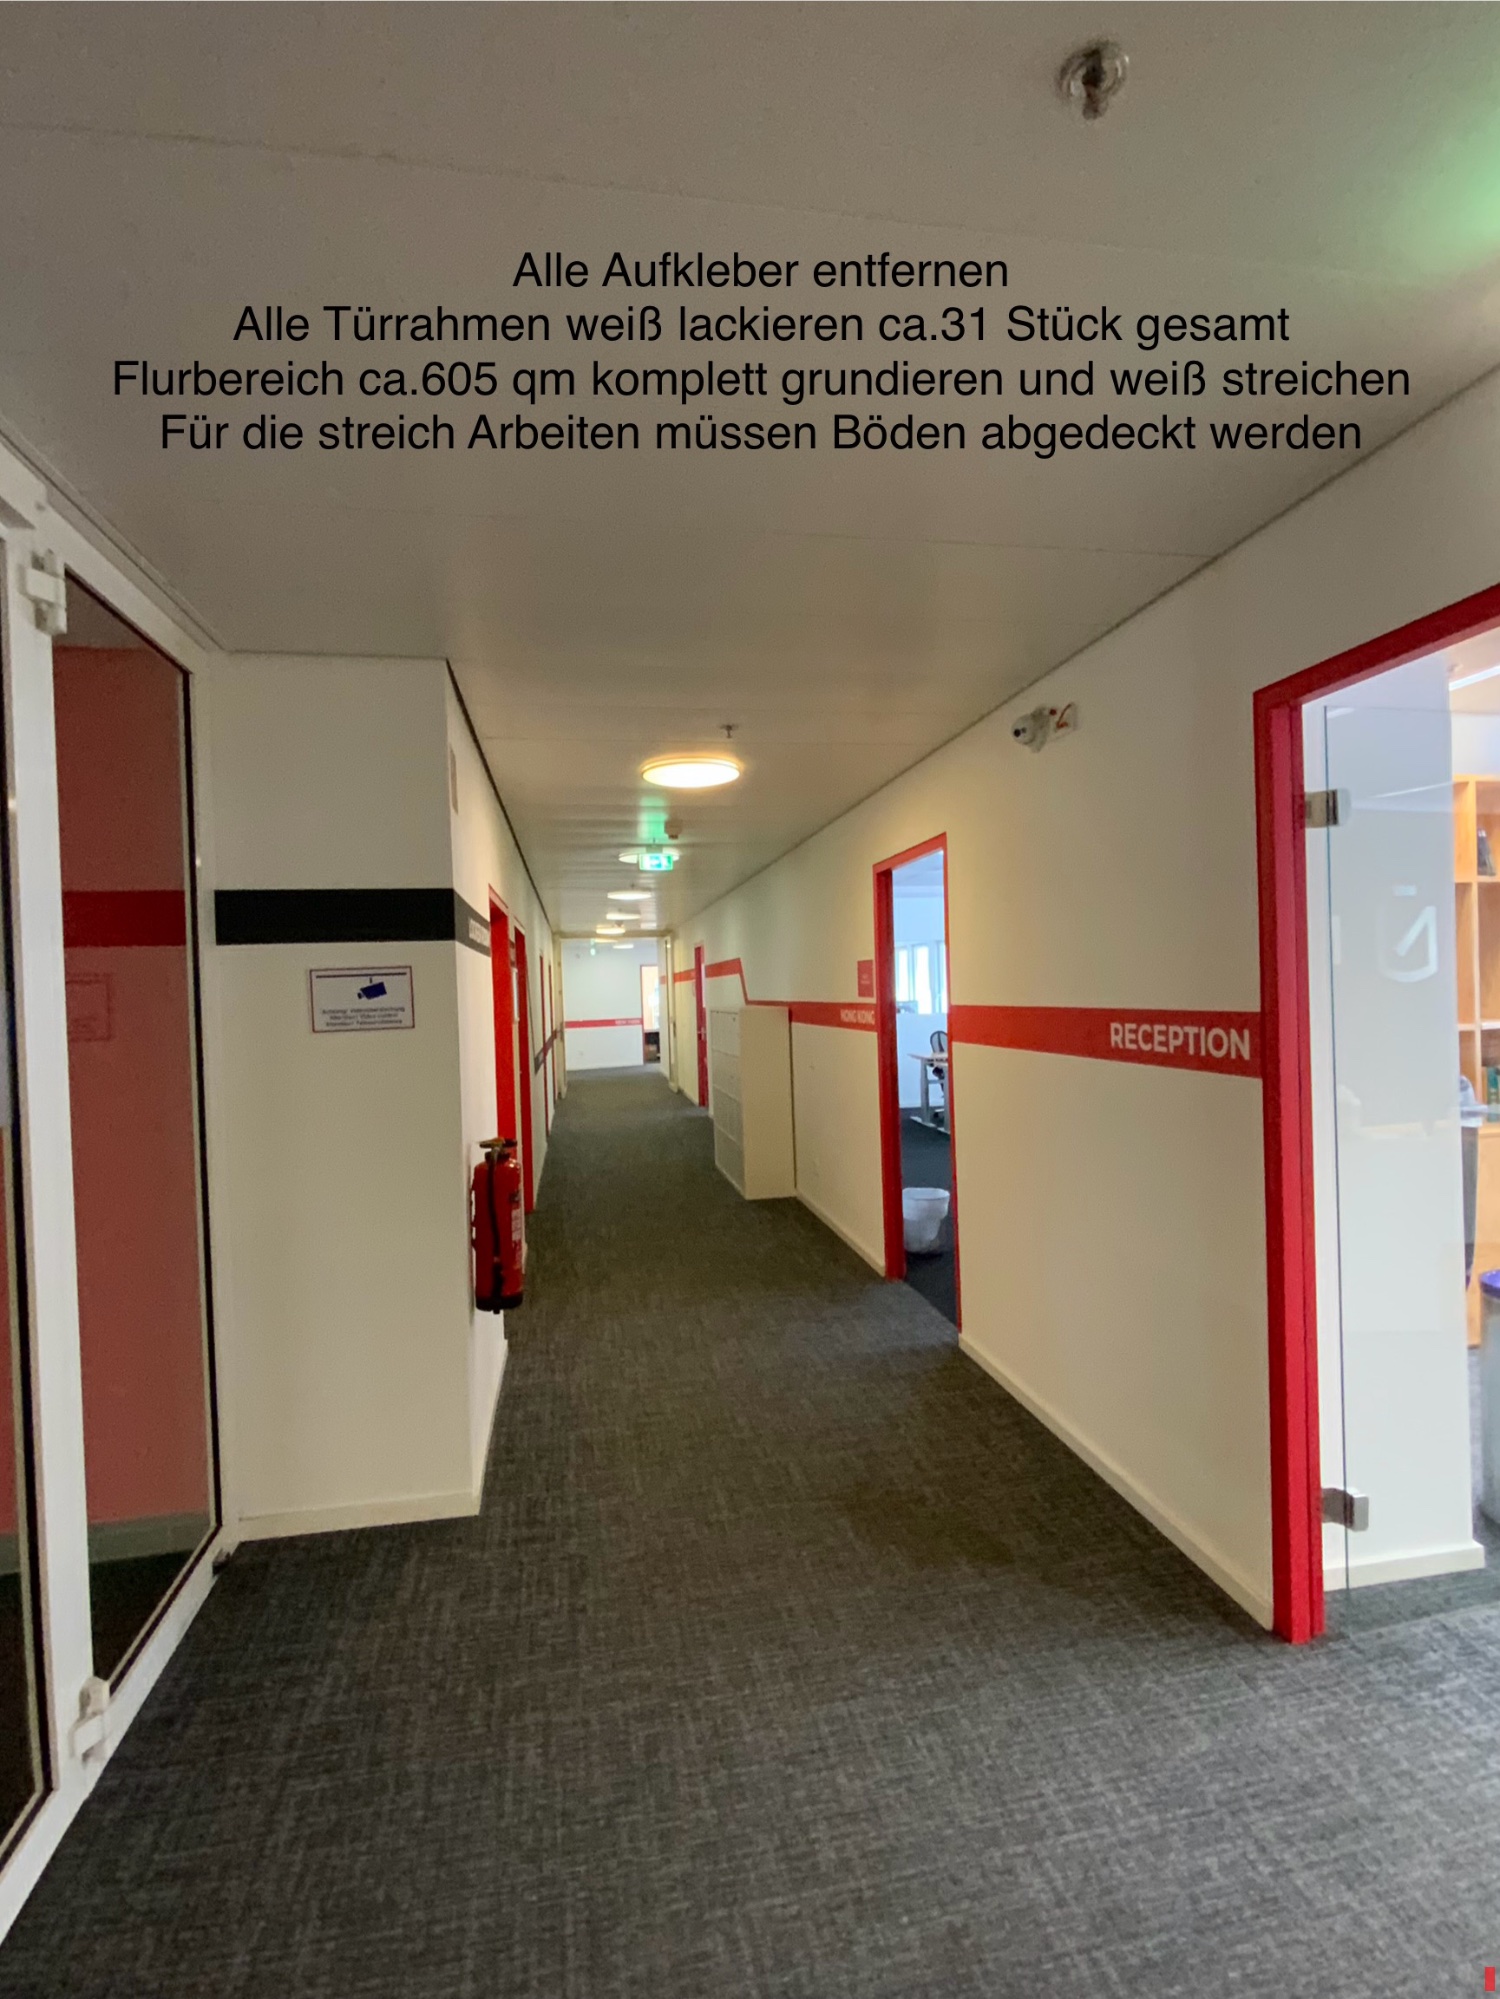 Alle Aufkleber entfernen
Alle Türrahmen weiß lackieren ca.31 Stück gesamt
Flurbereich ca.605 qm komplett grundieren und weiß streichen
Für die streich Arbeiten müssen Böden abgedeckt werden
HONG KONG
RECEPTION